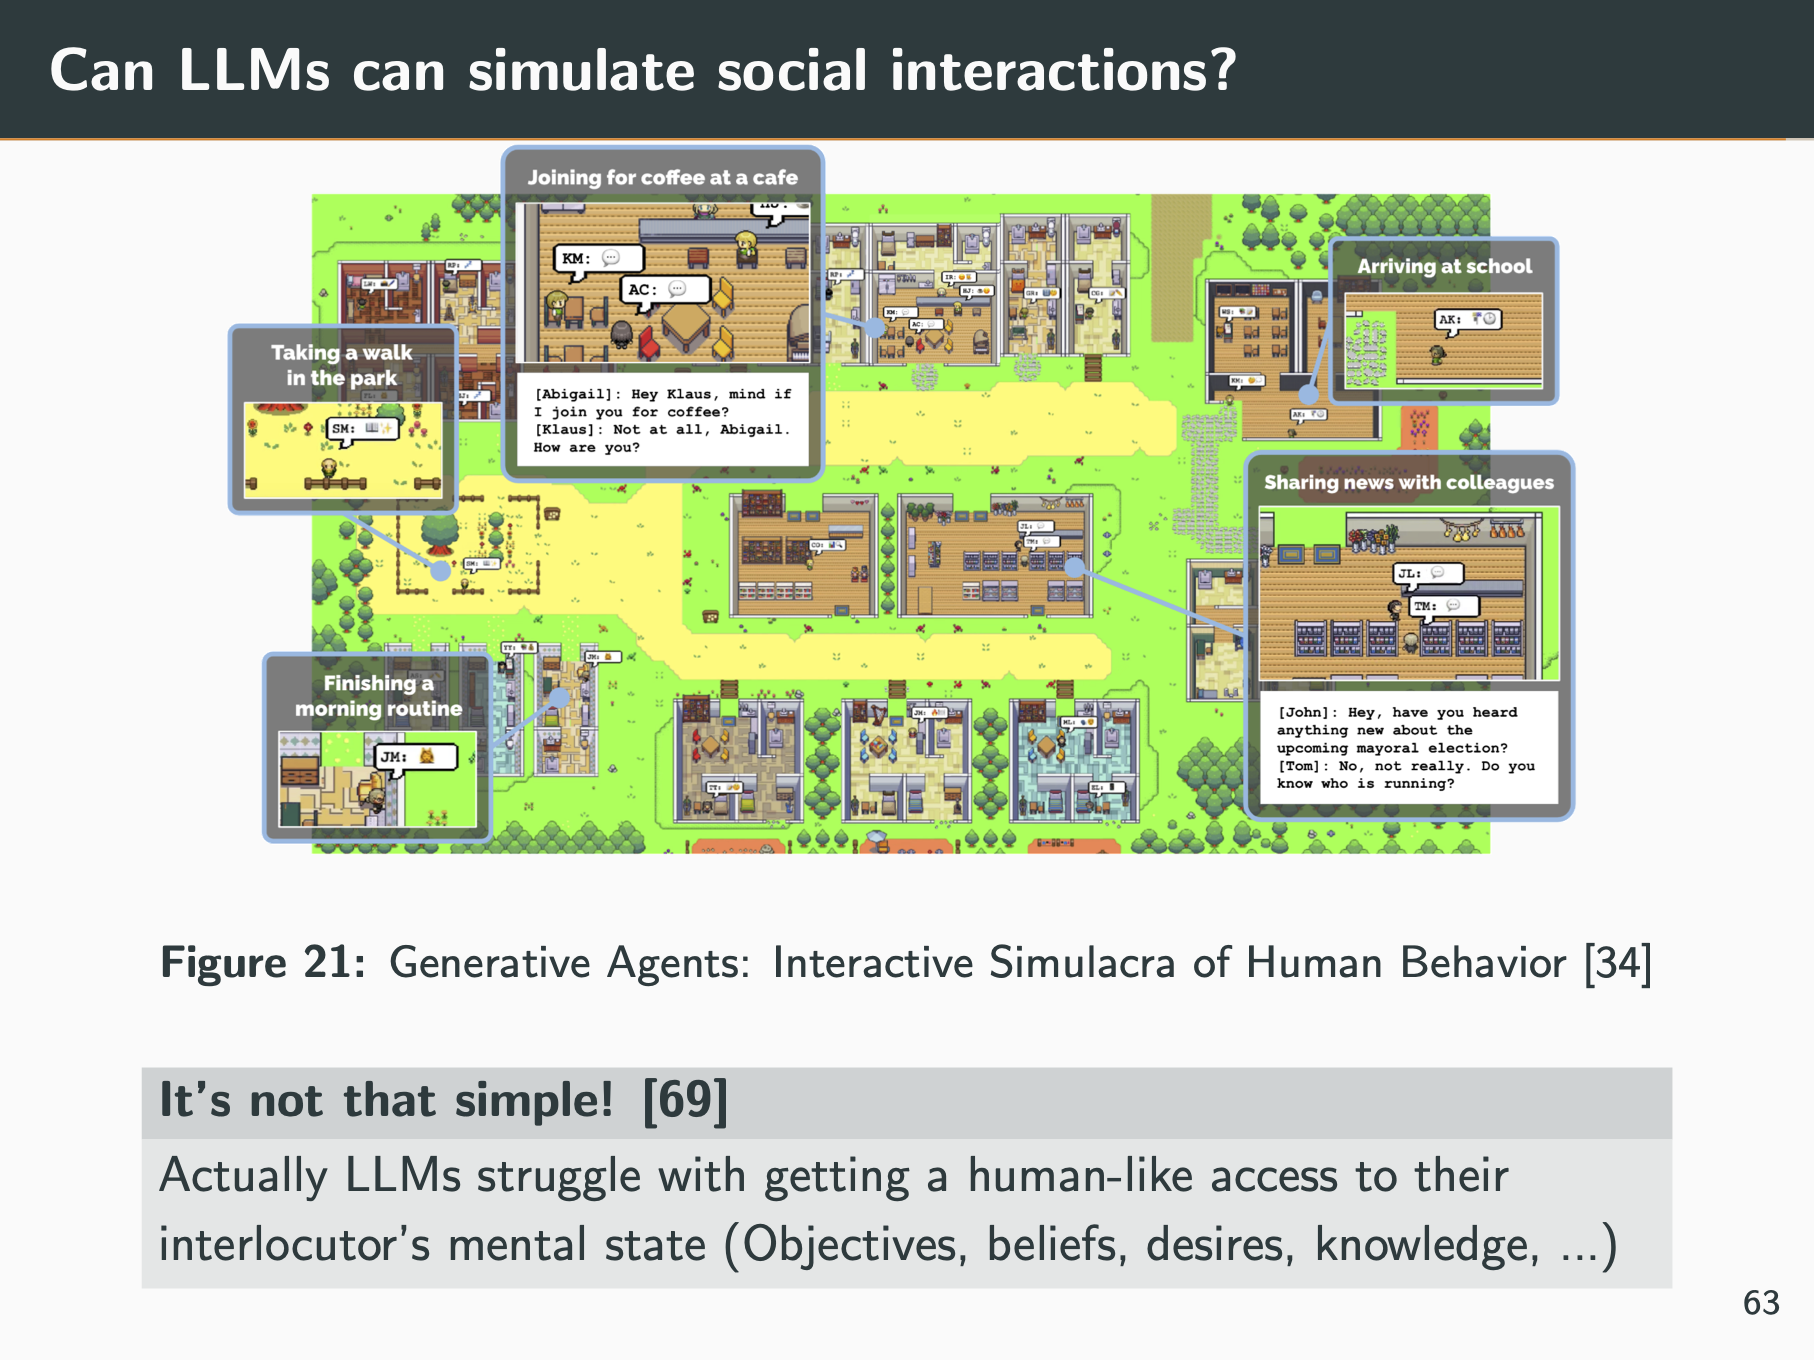 Can LLMs can simulate social interactions?
Joining for coffee at a cafe
KM:
AC:
[Abigail]: Hey Klaus, mind if
I join you for coffee?
[Klaus]: Not at all, Abigail.
How are you?
Taking a walk
in the park
SM:
Arriving at school
AK:
Sharing news with colleagues
JL:
TM:
[John]: Hey, have you heard
anything new about the
upcoming mayoral election?
[Tom]: No, not really. Do you
know who is running?
Finishing a
morning routine
JM:
Figure 21: Generative Agents: Interactive Simulacra of Human Behavior [34]
It's not that simple! [69]
Actually LLMs struggle with getting a human-like access to their
interlocutor's mental state (Objectives, beliefs, desires, knowledge, ...)
63